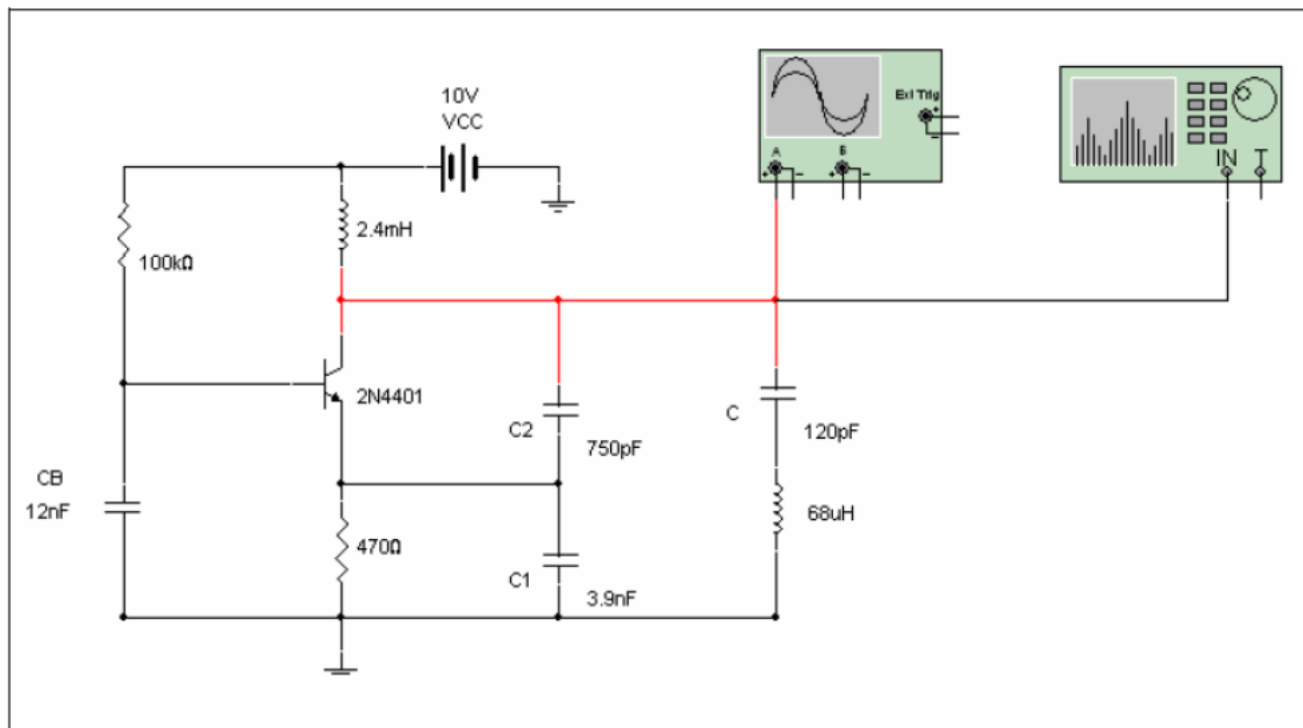 10V
VCC
Ext Trig
+
−
A
B
+
−
+
−
IN
T
2.4mH
100kΩ
2N4401
C2
750pF
C
120pF
CB
12nF
68uH
470Ω
C1
3.9nF